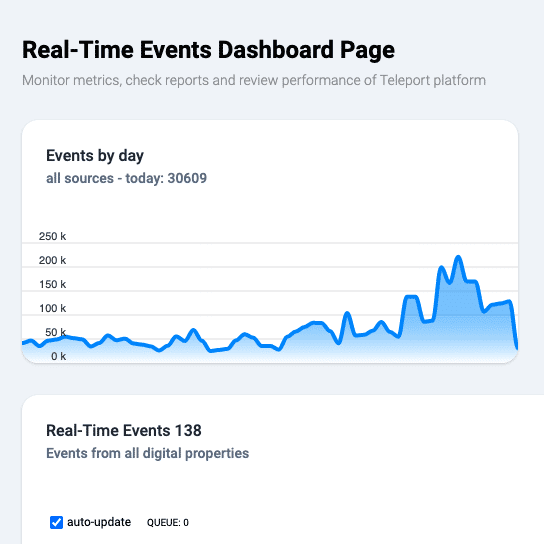 Real-Time Events Dashboard Page
Monitor metrics, check reports and review performance of Teleport platform
Events by day
all sources - today: 30609
250 k
200 k
150 k
100 k
50 k
0 k
Real-Time Events 138
Events from all digital properties
auto-update QUEUE: 0